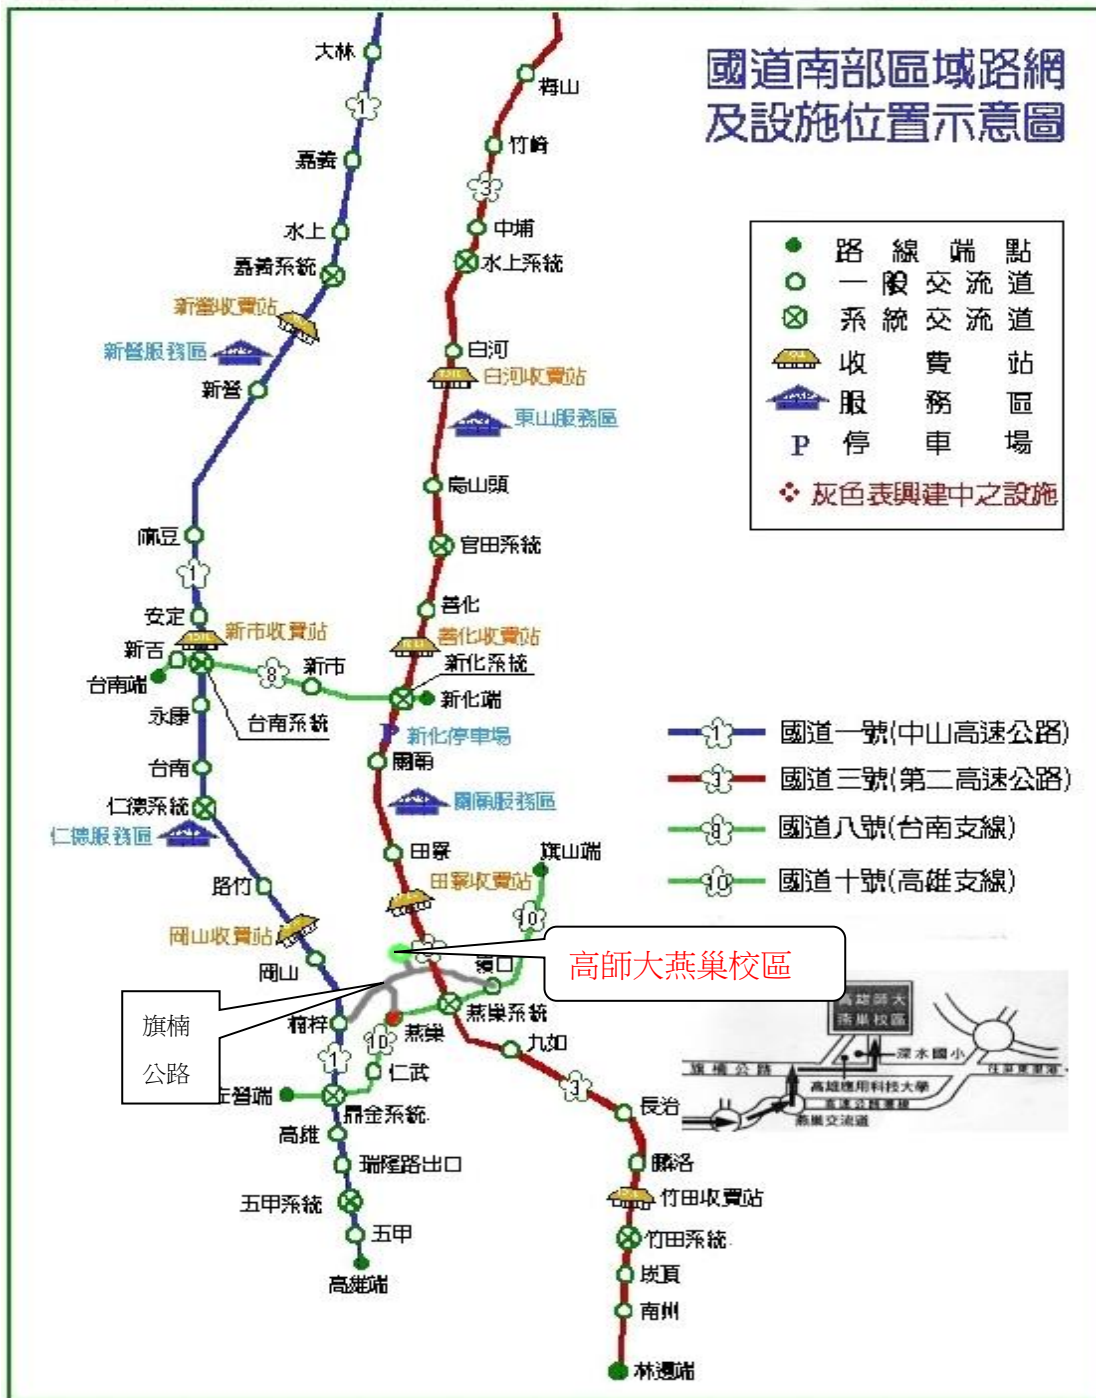 國道南部區域路網
及設施位置示意圖
路線端點
一般交流道
系統交流道
收費站
服務區
P 停車場
灰色表興建中之設施
大林
1
嘉義
水上
嘉義系統
新營收費站
新營服務區
新營
麻豆
1
安定
新市收費站
新吉
台南端
8
新市
永康
台南系統
台南
仁德系統
仁德服務區
路竹
岡山收費站
岡山
楠梓
1
左營端
鼎金系統
高雄
瑞隆路出口
五甲系統
五甲
高雄端
梅山
竹崎
3
中埔
水上系統
白河
白河收費站
東山服務區
烏山頭
官田系統
善化
善化收費站
新化系統
新化端
P 新化停車場
關廟
關廟服務區
田寮
田寮收費站
旗山端
10
嶺口
燕巢系統
燕巢
10
仁武
九如
3
長治
麟洛
竹田收費站
竹田系統
崁頂
南州
林邊端
旗楠
公路
高師大燕巢校區
1 國道一號(中山高速公路)
3 國道三號(第二高速公路)
8 國道八號(台南支線)
10 國道十號(高雄支線)
高雄師大
燕巢校區
深水國小
旗楠公路
高雄應用科技大學
燕巢交流道